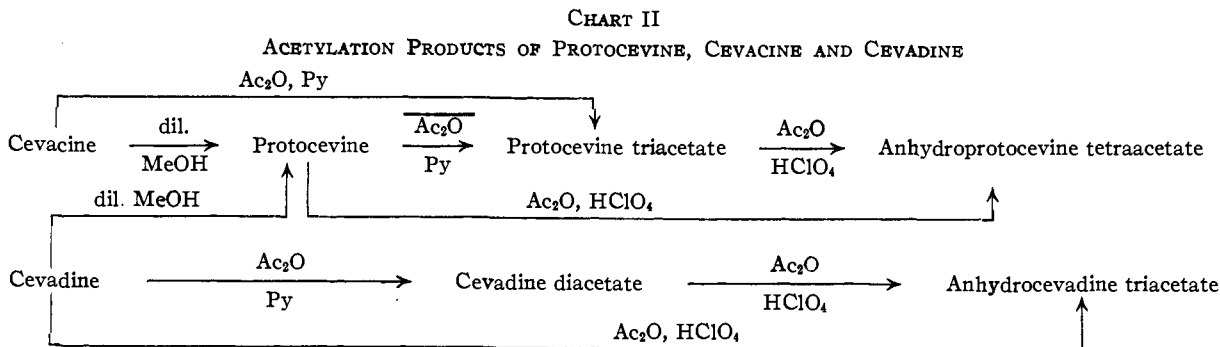 CHART II
ACETYLATION PRODUCTS OF PROTOCEVINE, CEVACINE AND CEVADINE
Ac₂O, Py
Cevacine dil. MeOH Protocevine Ac₂O Py Protocevine triacetate Ac₂O HClO₄ Anhydroprotocevine tetraacetate
dil. MeOH Ac₂O, HClO₄
Cevadine Ac₂O Py Cevadine diacetate Ac₂O HClO₄ Anhydrocevadine triacetate
Ac₂O, HClO₄